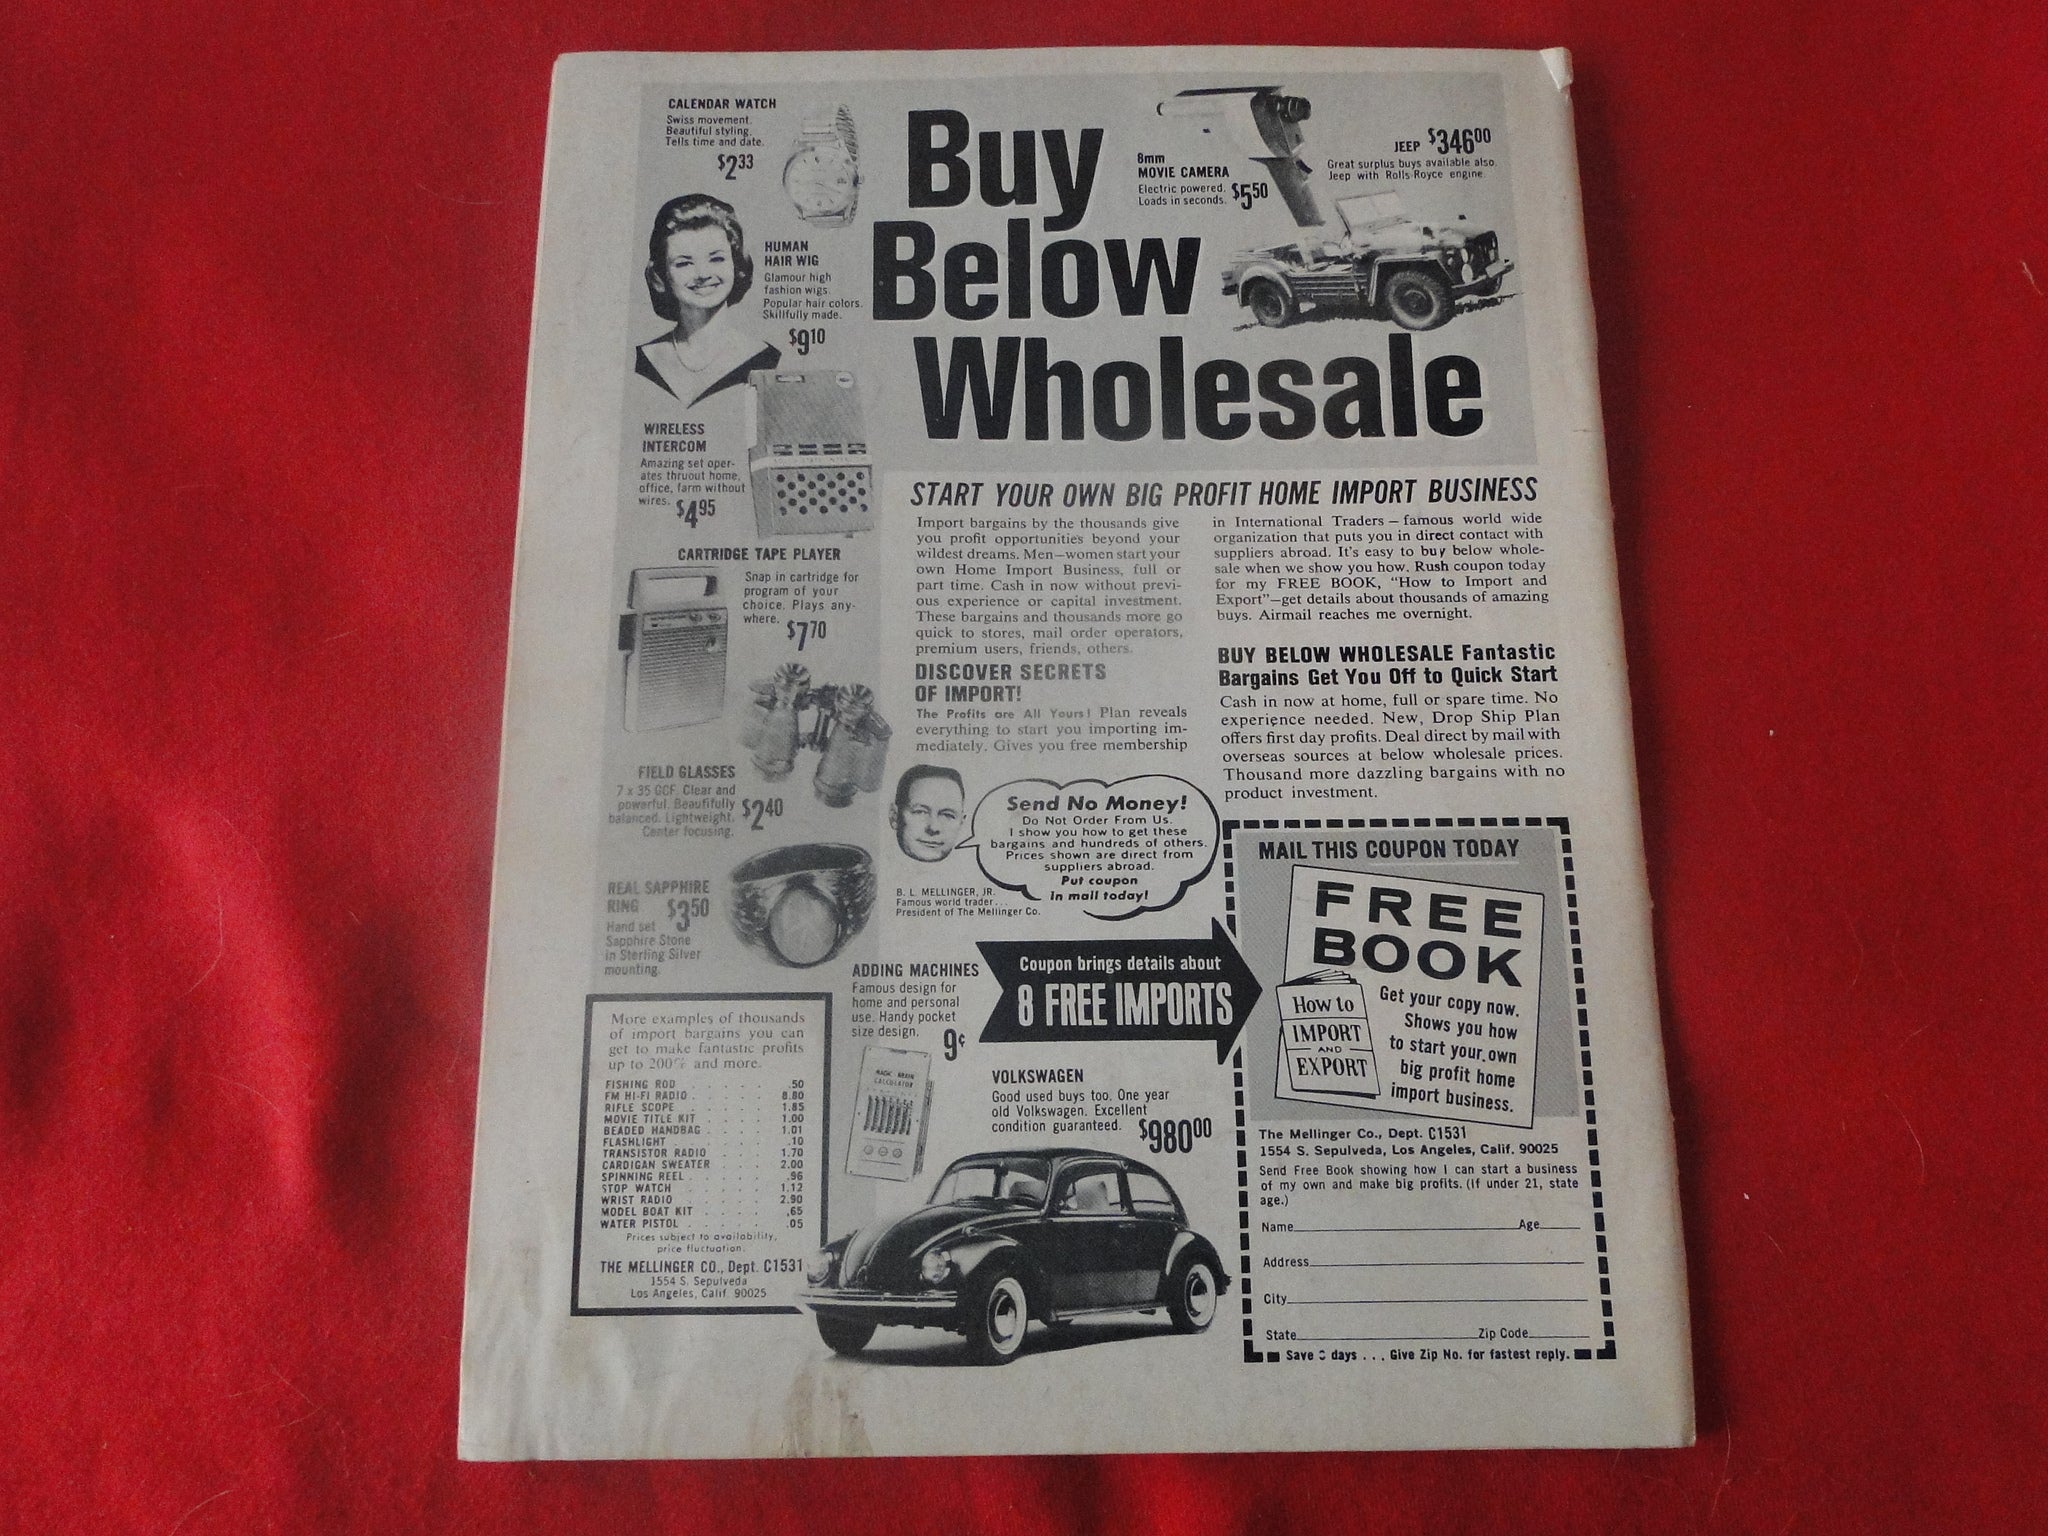 CALENDAR WATCH
Swiss movement.
Beautiful styling.
Tells time and date.
$2.33
Buy
Below
Wholesale
8mm
MOVIE CAMERA
Electric powered.
Loads in seconds.
$5.50
JEEP $346.00
Great surplus buys available also.
Jeep with Rolls-Royce engine.
HUMAN
HAIR WIG
Glamour high
fashion wigs.
Popular hair colors.
Skillfully made.
$9.10
WIRELESS
INTERCOM
Amazing set oper-
ates thruout home,
office, farm without
wires. $4.95
CARTRIDGE TAPE PLAYER
Snap in cartridge for
program of your
choice. Plays any-
where. $7.70
FIELD GLASSES
7 x 35 GCF. Clear and
powerful. Beautifully
balanced. Lightweight.
Center focusing.
$2.40
REAL SAPPHIRE
RING $3.50
Hand set
Sapphire Stone
in Sterling Silver
mounting.
START YOUR OWN BIG PROFIT HOME IMPORT BUSINESS
Import bargains by the thousands give
you profit opportunities beyond your
wildest dreams. Men—women start your
own Home Import Business, full or
part time. Cash in now without previ-
ous experience or capital investment.
These bargains and thousands more go
quick to stores, mail order operators,
premium users, friends, others.
DISCOVER SECRETS
OF IMPORT!
The Profits are All Yours! Plan reveals
everything to start you importing im-
mediately. Gives you free membership
in International Traders — famous world wide
organization that puts you in direct contact with
suppliers abroad. It's easy to buy below whole-
sale when we show you how. Rush coupon today
for my FREE BOOK, "How to Import and
Export"—get details about thousands of amazing
buys. Airmail reaches me overnight.
BUY BELOW WHOLESALE Fantastic
Bargains Get You Off to Quick Start
Cash in now at home, full or spare time. No
experience needed. New, Drop Ship Plan
offers first day profits. Deal direct by mail with
overseas sources at below wholesale prices.
Thousand more dazzling bargains with no
product investment.
Send No Money!
Do Not Order From Us.
I show you how to get these
bargains and hundreds of others.
Prices shown are direct from
suppliers abroad.
Put coupon
in mail today!
B. L. MELLINGER, JR.
Famous world trader...
President of The Mellinger Co.
ADDING MACHINES
Famous design for
home and personal
use. Handy pocket
size design.
9¢
MAGIC BRAIN
CALCULATOR
Coupon brings details about
8 FREE IMPORTS
VOLKSWAGEN
Good used buys too. One year
old Volkswagen. Excellent
condition guaranteed. $980.00
More examples of thousands
of import bargains you can
get to make fantastic profits
up to 200% and more.
FISHING ROD . . . . . .50
FM HI-FI RADIO . . . . 8.80
RIFLE SCOPE . . . . . 1.85
MOVIE TITLE KIT . . . . 1.00
BEADED HANDBAG . . . . 1.01
FLASHLIGHT . . . . . .10
TRANSISTOR RADIO . . . 1.70
CARDIGAN SWEATER . . . 2.00
SPINNING REEL . . . . . .96
STOP WATCH . . . . . 1.12
WRIST RADIO . . . . . 2.90
MODEL BOAT KIT . . . . .65
WATER PISTOL . . . . . .05
Prices subject to availability,
price fluctuation.
THE MELLINGER CO., Dept. C1531
1554 S. Sepulveda
Los Angeles, Calif. 90025
MAIL THIS COUPON TODAY
FREE
BOOK
How to
IMPORT
AND
EXPORT
Get your copy now.
Shows you how
to start your own
big profit home
import business.
The Mellinger Co., Dept. C1531
1554 S. Sepulveda, Los Angeles, Calif. 90025
Send Free Book showing how I can start a business
of my own and make big profits. (If under 21, state
age.)
Name Age
Address
City
State Zip Code
Save days . . . Give Zip No. for fastest reply.